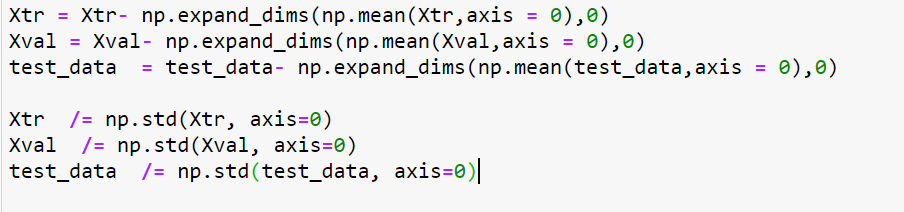 Xtr = Xtr- np.expand_dims(np.mean(Xtr,axis = 0),0)
Xval = Xval- np.expand_dims(np.mean(Xval,axis = 0),0)
test_data  = test_data- np.expand_dims(np.mean(test_data,axis = 0),0)
Xtr  /= np.std(Xtr, axis=0)
Xval  /= np.std(Xval, axis=0)
test_data  /= np.std(test_data, axis=0)